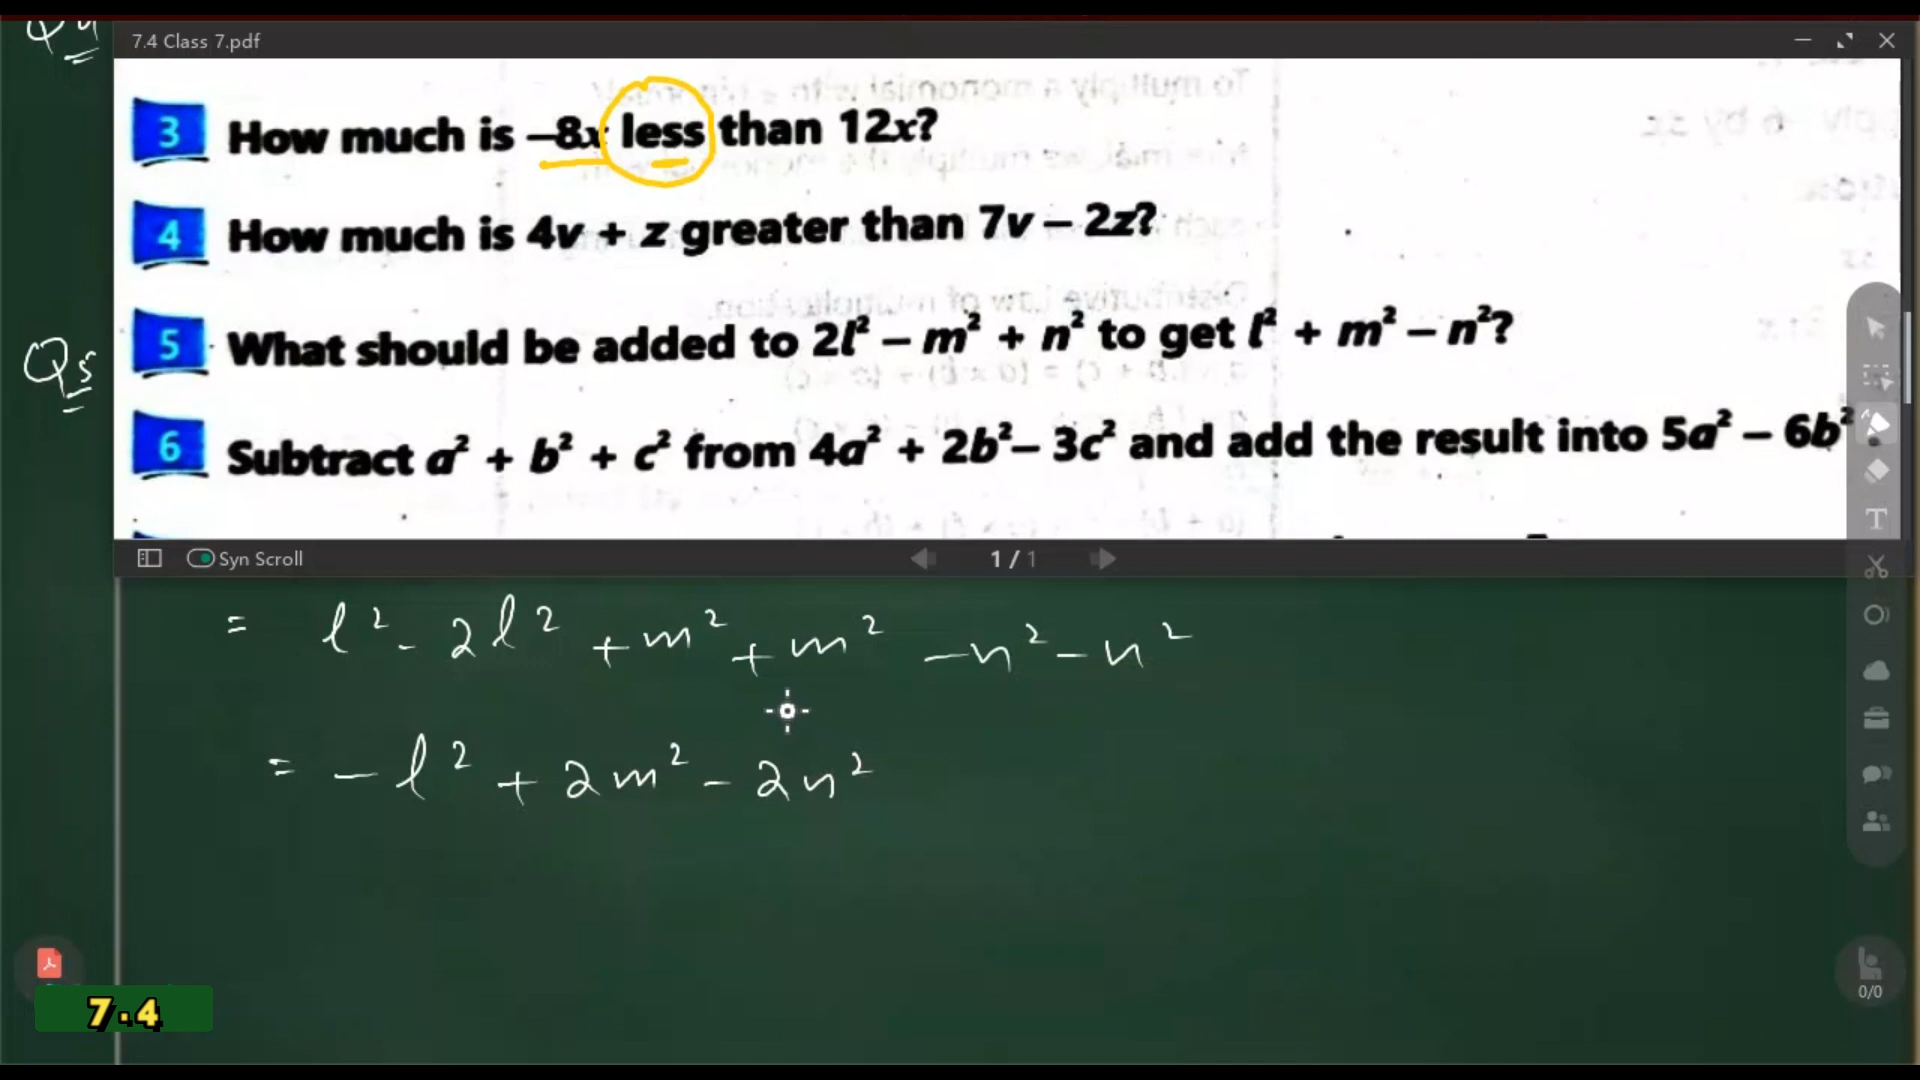 7.4 Class 7.pdf
3 How much is –8x less than 12x?
4 How much is 4v + z greater than 7v – 2z?
5 What should be added to 2l² – m² + n² to get l² + m² – n²?
Q5
6 Subtract a² + b² + c² from 4a² + 2b² – 3c² and add the result into 5a² – 6b²
T
Syn Scroll
1 / 1
= l² - 2l² + m² + m² - n² - n²
= - l² + 2m² - 2n²
0/0
7.4